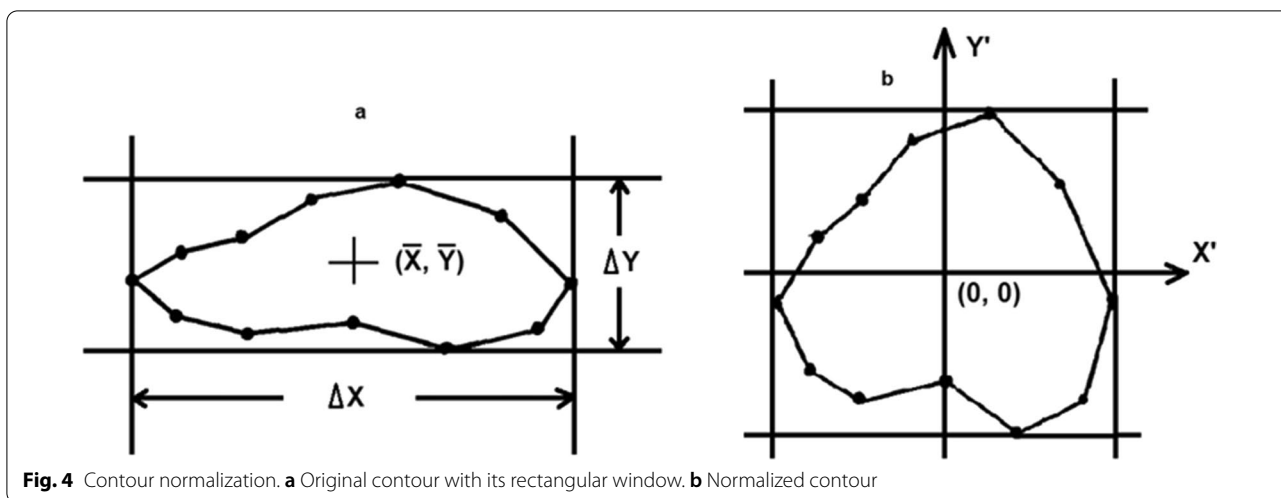 a
(X̅, Y̅)
ΔY
ΔX
b
Y'
X'
(0, 0)
Fig. 4 Contour normalization. a Original contour with its rectangular window. b Normalized contour